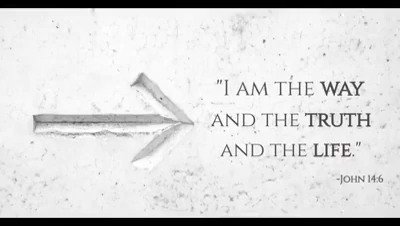 "I AM THE WAY
AND THE TRUTH
AND THE LIFE."
-JOHN 14:6